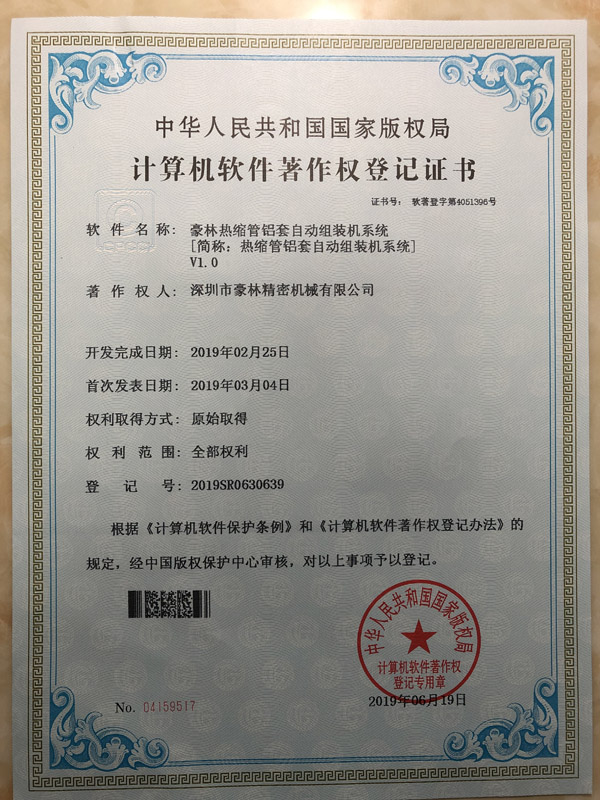 中华人民共和国国家版权局
计算机软件著作权登记证书
证书号： 软著登字第4051396号
软件名称： 豪林热缩管铝套自动组装机系统
[简称：热缩管铝套自动组装机系统]
V1.0
著作权人： 深圳市豪林精密机械有限公司
开发完成日期： 2019年02月25日
首次发表日期： 2019年03月04日
权利取得方式： 原始取得
权利范围： 全部权利
登记号： 2019SR0630639
根据《计算机软件保护条例》和《计算机软件著作权登记办法》的
规定，经中国版权保护中心审核，对以上事项予以登记。
中华人民共和国国家版权局
计算机软件著作权
登记专用章
No. 04159517
2019年06月19日